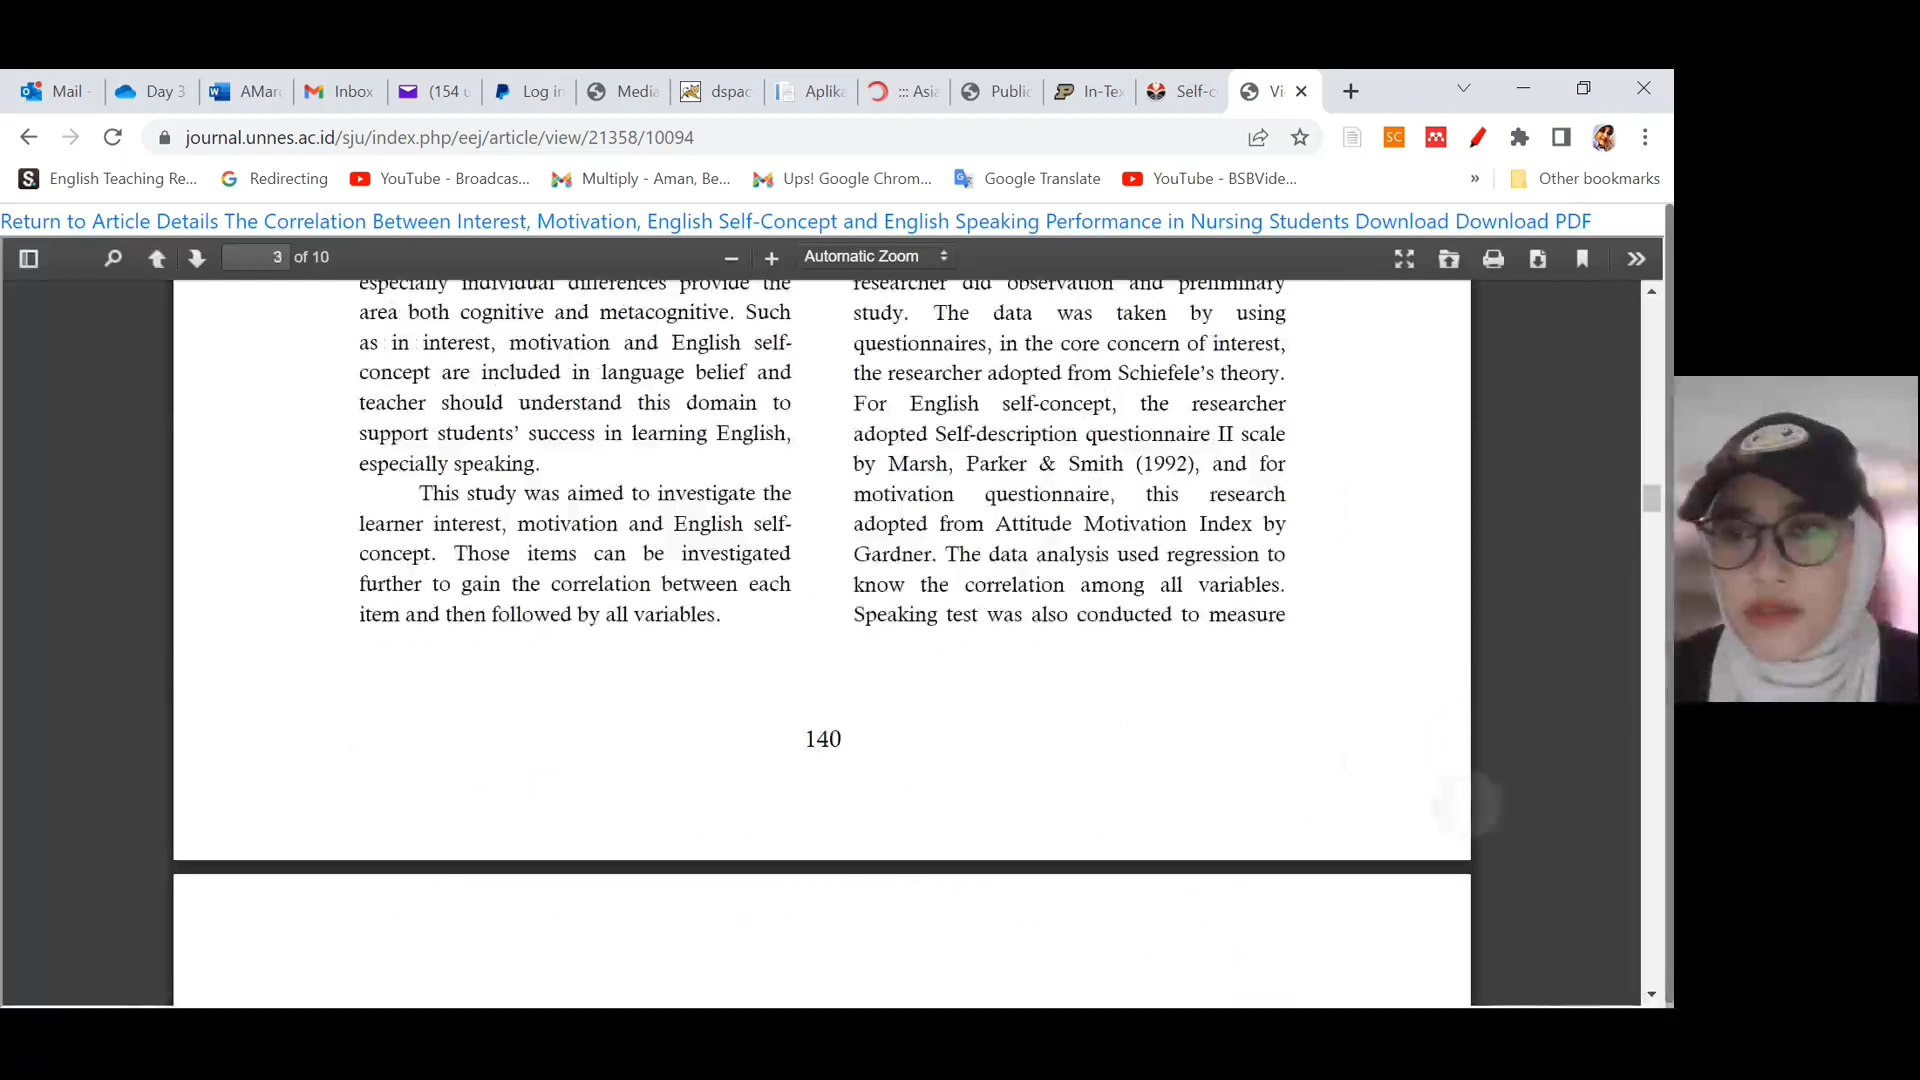 Mail
Day 3
AMar
Inbox
(154 u
Log in
Media
dspac
Aplika
::: Asia
Public
In-Tex
Self-c
Vi
journal.unnes.ac.id/sju/index.php/eej/article/view/21358/10094
SC
English Teaching Re...
Redirecting
YouTube - Broadcas...
Multiply - Aman, Be...
Ups! Google Chrom...
Google Translate
YouTube - BSBVide...
»
Other bookmarks
Return to Article Details The Correlation Between Interest, Motivation, English Self-Concept and English Speaking Performance in Nursing Students Download Download PDF
3 of 10
Automatic Zoom
especially individual differences provide the
area both cognitive and metacognitive. Such
as in interest, motivation and English self-
concept are included in language belief and
teacher should understand this domain to
support students’ success in learning English,
especially speaking.
This study was aimed to investigate the
learner interest, motivation and English self-
concept. Those items can be investigated
further to gain the correlation between each
item and then followed by all variables.
researcher did observation and preliminary
study. The data was taken by using
questionnaires, in the core concern of interest,
the researcher adopted from Schiefele’s theory.
For English self-concept, the researcher
adopted Self-description questionnaire II scale
by Marsh, Parker & Smith (1992), and for
motivation questionnaire, this research
adopted from Attitude Motivation Index by
Gardner. The data analysis used regression to
know the correlation among all variables.
Speaking test was also conducted to measure
140